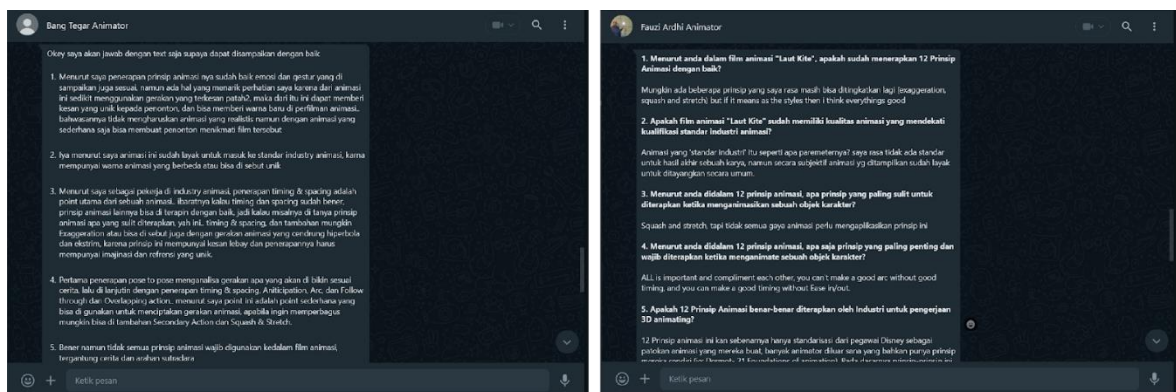 Bang Tegar Animator
Okey saya akan jawab dengan text saja supaya dapat disampaikan dengan baik
1. Menurut saya penerapan prinsip animasi nya sudah baik emosi dan gestur yang di
sampaikan juga sesuai, namun ada hal yang menarik perhatian saya karena dari animasi
ini sedikit menggunakan gerakan yang terkesan patah2, maka dari itu ini dapat memberi
kesan yang unik kepada penonton, dan bisa memberi warna baru di perfilman animasi..
bahwasannya tidak mengharuskan animasi yang realistis namun dengan animasi yang
sederhana saja bisa membuat penonton menikmati film tersebut
2. Iya menurut saya animasi ini sudah layak untuk masuk ke standar industry animasi, karna
mempunyai warna animasi yang berbeda atau bisa di sebut unik
3. Menurut saya sebagai pekerja di industry animasi, penerapan timing & spacing adalah
point utama dari sebuah animasi.. ibaratnya kalau timing dan spacing sudah bener,
prinsip animasi lainnya bisa di terapin dengan baik, jadi kalau misalnya di tanya prinsip
animasi apa yang sulit diterapkan, yah ini.. timing & spacing, dan tambahan mungkin
Exaggeration atau bisa di sebut juga dengan gerakan animasi yang cendrung hiperbola
dan ekstrim, karena prinsip ini mempunyai kesan lebay dan penerapannya harus
mempunyai imajinasi dan refrensi yang unik.
4. Pertama penerapan pose to pose menganalisa gerakan apa yang akan di bikin sesuai
cerita, lalu di lanjutin dengan penerapan timing & spacing, Aniticipation, Arc, dan Follow
through dan Overlapping action.. menurut saya point ini adalah point sederhana yang
bisa di gunakan untuk menciptakan gerakan animasi, apabila ingin memperbagus
mungkin bisa di tambahan Secondary Action dan Squash & Stretch.
5. Bener namun tidak semua prinsip animasi wajib digunakan kedalam film animasi,
tergantung cerita dan arahan sutradara
Ketik pesan
Fauzi Ardhi Animator
1. Menurut anda dalam film animasi "Laut Kite", apakah sudah menerapkan 12 Prinsip
Animasi dengan baik?
Mungkin ada beberapa prinsip yang saya rasa masih bisa ditingkatkan lagi (exaggeration,
squash and stretch) but if it means as the styles then i think everythings good
2. Apakah film animasi "Laut Kite" sudah memiliki kualitas animasi yang mendekati
kualifikasi standar industri animasi?
Animasi yang 'standar industri' itu seperti apa paremeternya? saya rasa tidak ada standar
untuk hasil akhir sebuah karya, namun secara subjektif animasi yg ditampilkan sudah layak
untuk ditayangkan secara umum.
3. Menurut anda didalam 12 prinsip animasi, apa prinsip yang paling sulit untuk
diterapkan ketika menganimasikan sebuah objek karakter?
Squash and stretch, tapi tidak semua gaya animasi perlu mengaplikasikan prinsip ini
4. Menurut anda didalam 12 prinsip animasi, apa saja prinsip yang paling penting dan
wajib diterapkan ketika menganimate sebuah objek karakter?
ALL is important and compliment each other, you can't make a good arc without good
timing, and you can make a good timing without Ease in/out.
5. Apakah 12 Prinsip Animasi benar-benar diterapkan oleh Industri untuk pengerjaan
3D animating?
12 Prinsip animasi ini kan sebenarnya hanya standarisasi dari pegawai Disney sebagai
patokan animasi yang mereka buat, banyak animator diluar sana yang bahkan punya prinsip
Ketik pesan